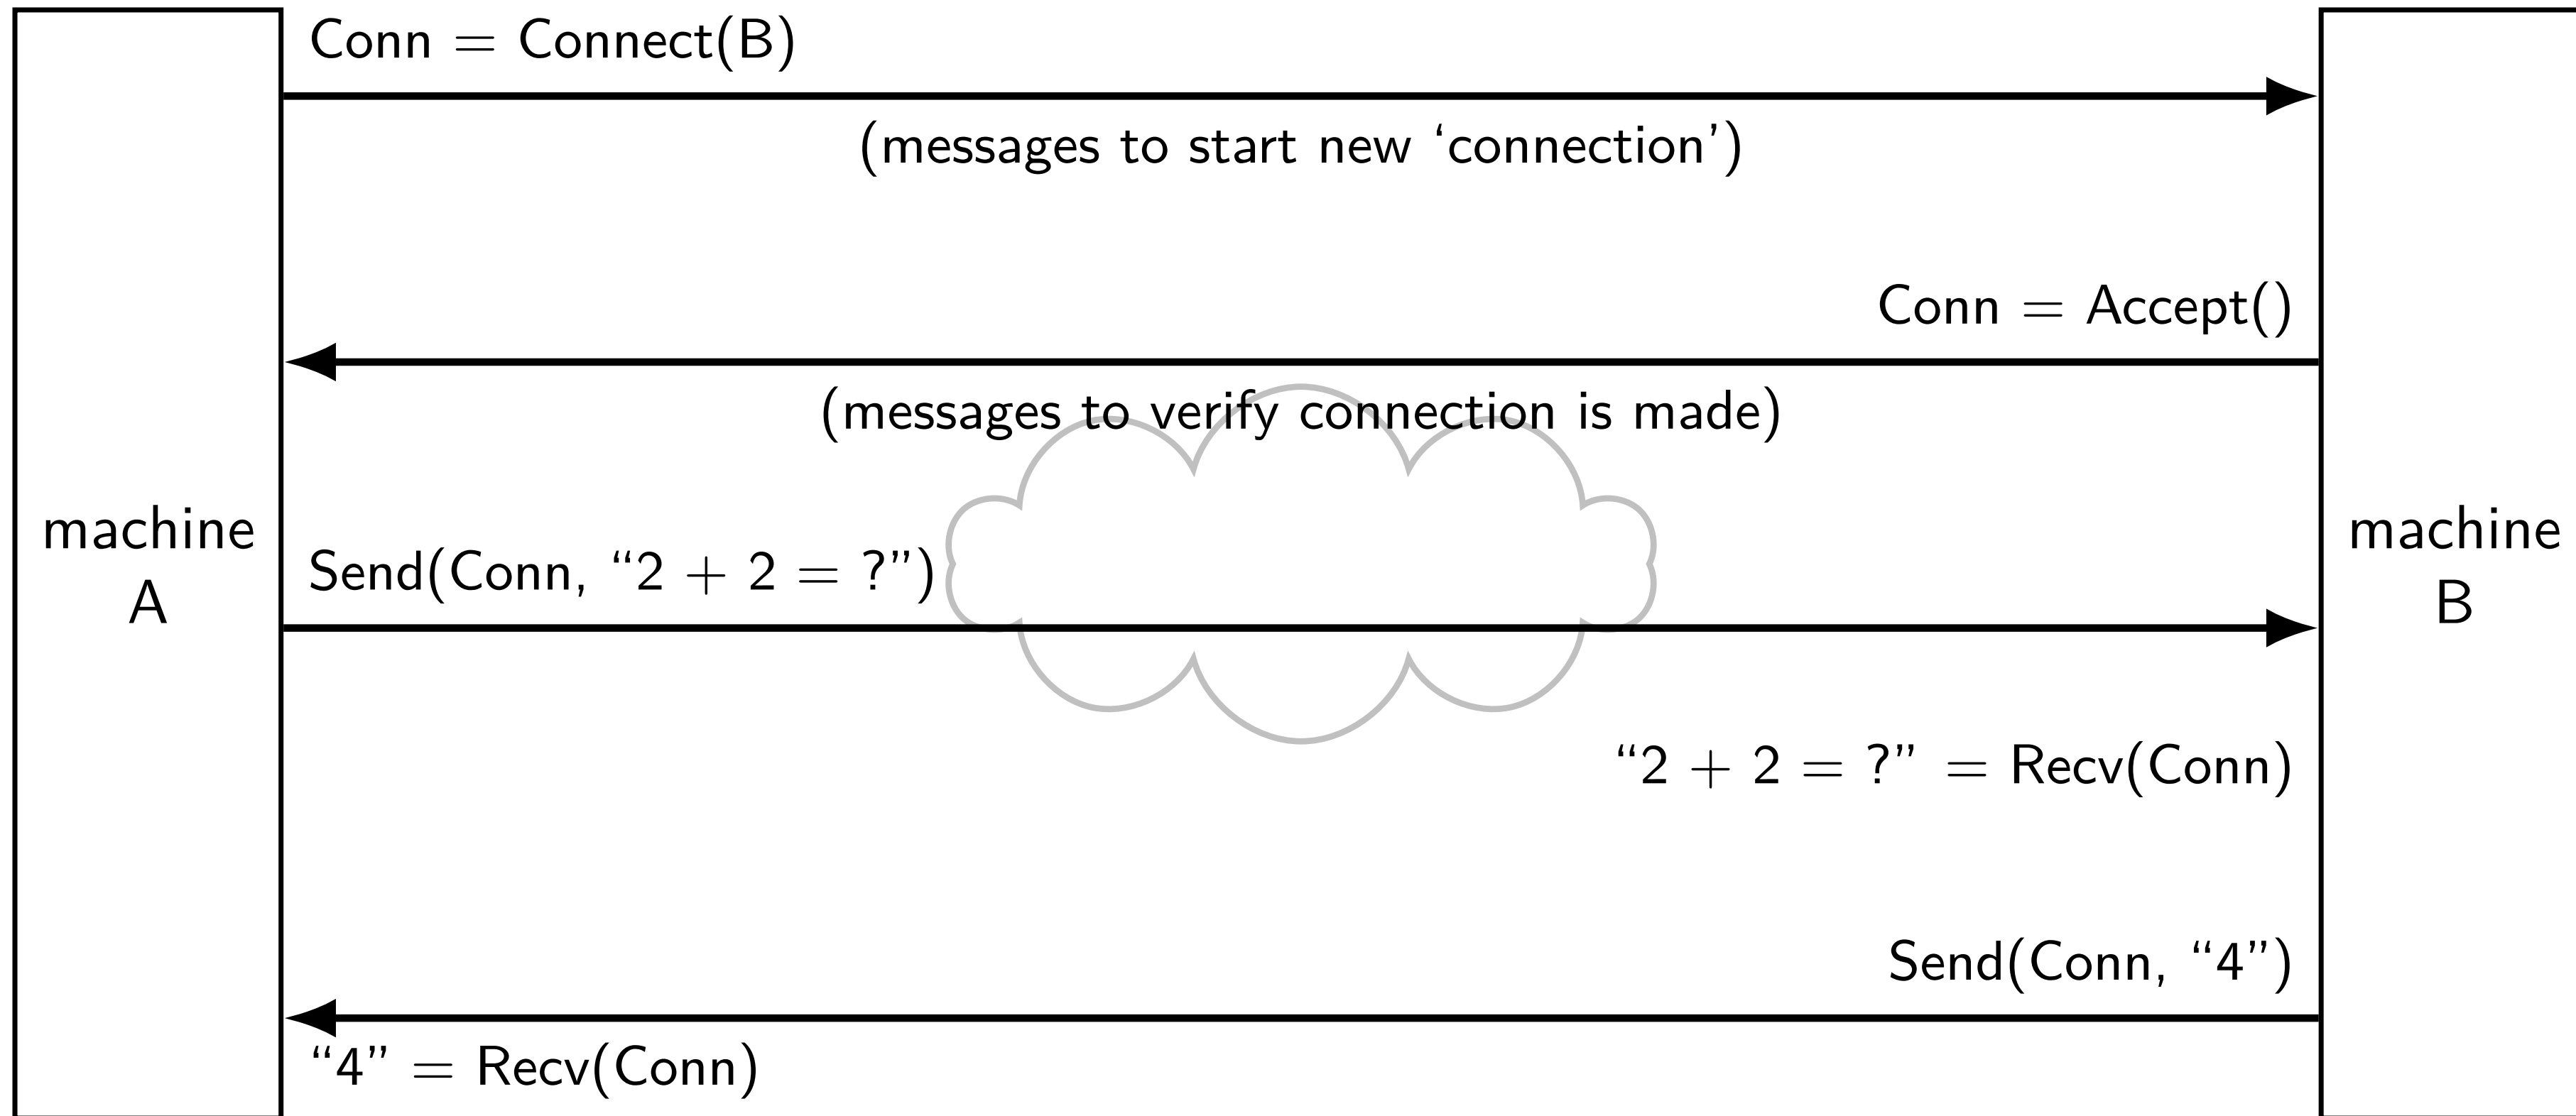 Conn = Connect(B)
(messages to start new ‘connection’)
Conn = Accept()
(messages to verify connection is made)
machine
A
Send(Conn, “2 + 2 = ?”)
machine
B
“2 + 2 = ?” = Recv(Conn)
Send(Conn, “4”)
“4” = Recv(Conn)